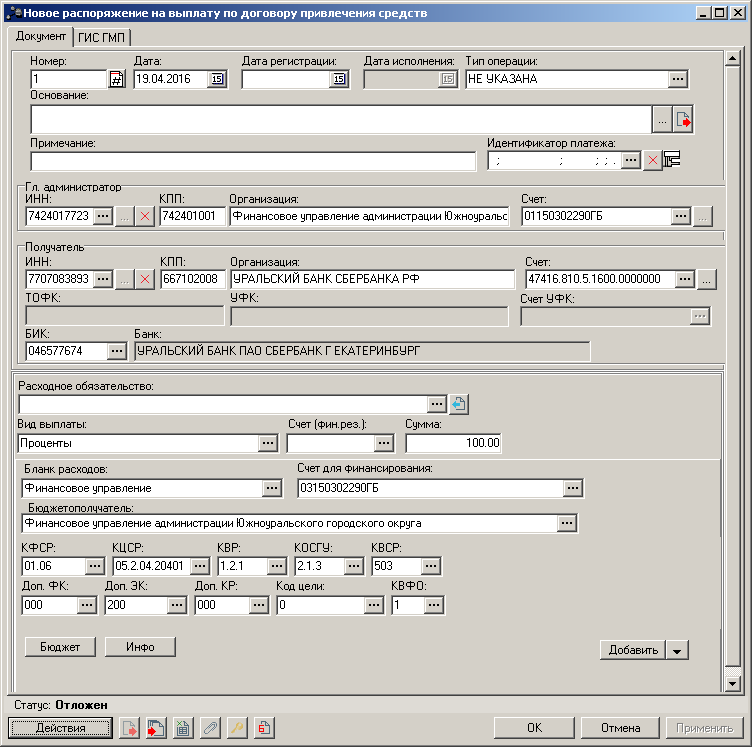 Новое распоряжение на выплату по договору привлечения средств
Документ ГИС ГМП
Номер: Дата: Дата регистрации: Дата исполнения: Тип операции:
1 # 19.04.2016 15 15 15 НЕ УКАЗАНА ...
Основание:
...
Примечание: Идентификатор платежа:
; ; ; ; . ...
Гл. администратор
ИНН: КПП: Организация: Счет:
7424017723 ... ... 742401001 Финансовое управление администрации Южноуральс 01150302290ГБ ... ...
Получатель
ИНН: КПП: Организация: Счет:
7707083893 ... ... 667102008 УРАЛЬСКИЙ БАНК СБЕРБАНКА РФ 47416.810.5.1600.0000000 ... ...
ТОФК: УФК: Счет УФК:
...
БИК: Банк:
046577674 ... УРАЛЬСКИЙ БАНК ПАО СБЕРБАНК Г ЕКАТЕРИНБУРГ
Расходное обязательство:
...
Вид выплаты: Счет (фин.рез.): Сумма:
Проценты ... ... 100.00
Бланк расходов: Счет для финансирования:
Финансовое управление ... 03150302290ГБ ...
Бюджетополучатель:
Финансовое управление администрации Южноуральского городского округа ...
КФСР: КЦСР: КВР: КОСГУ: КВСР:
01.06 ... 05.2.04.20401 ... 1.2.1 ... 2.1.3 ... 503 ...
Доп. ФК: Доп. ЭК: Доп. КР: Код цели: КВФО:
000 ... 200 ... 000 ... 0 ... 1 ...
Бюджет Инфо Добавить
Статус: Отложен
Действия OK Отмена Применить